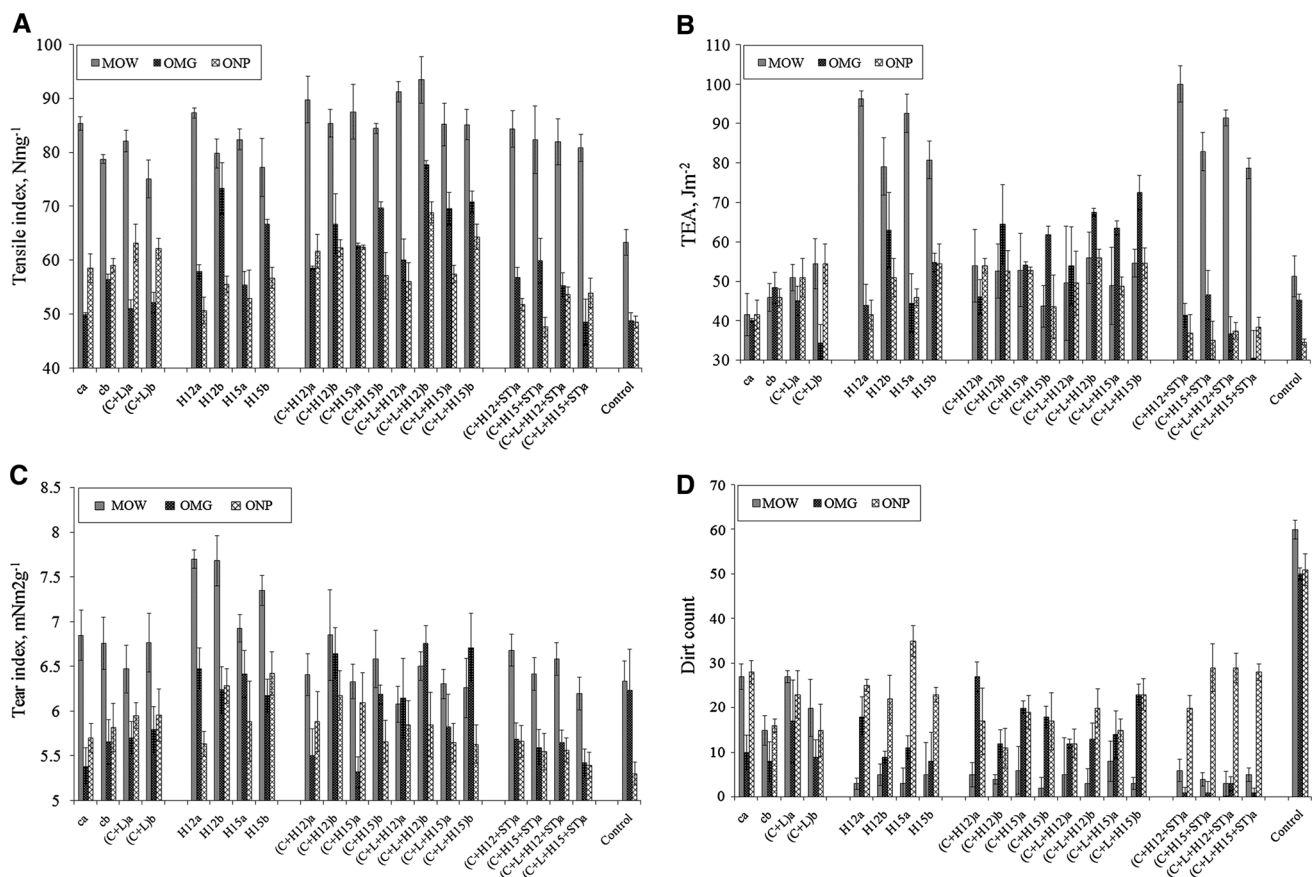 A
Tensile index, Nmg-1
100
90
80
70
60
50
40
MOW OMG ONP
ca cb (C+L)a (C+L)b H12a H12b H15a H15b (C+H12)a (C+H12)b (C+H15)a (C+H15)b (C+L+H12)a (C+L+H12)b (C+L+H15)a (C+L+H15)b (C+H12+ST)a (C+H15+ST)a (C+L+H12+ST)a (C+L+H15+ST)a Control
B
TEA, Jm-2
110
100
90
80
70
60
50
40
30
MOW OMG ONP
ca cb (C+L)a (C+L)b H12a H12b H15a H15b (C+H12)a (C+H12)b (C+H15)a (C+H15)b (C+L+H12)a (C+L+H12)b (C+L+H15)a (C+L+H15)b (C+H12+ST)a (C+H15+ST)a (C+L+H12+ST)a (C+L+H15+ST)a Control
C
Tear index, mNm2g-1
8.5
8
7.5
7
6.5
6
5.5
5
MOW OMG ONP
ca cb (C+L)a (C+L)b H12a H12b H15a H15b (C+H12)a (C+H12)b (C+H15)a (C+H15)b (C+L+H12)a (C+L+H12)b (C+L+H15)a (C+L+H15)b (C+H12+ST)a (C+H15+ST)a (C+L+H12+ST)a (C+L+H15+ST)a Control
D
Dirt count
70
60
50
40
30
20
10
0
MOW OMG ONP
ca cb (C+L)a (C+L)b H12a H12b H15a H15b (C+H12)a (C+H12)b (C+H15)a (C+H15)b (C+L+H12)a (C+L+H12)b (C+L+H15)a (C+L+H15)b (C+H12+ST)a (C+H15+ST)a (C+L+H12+ST)a (C+L+H15+ST)a Control